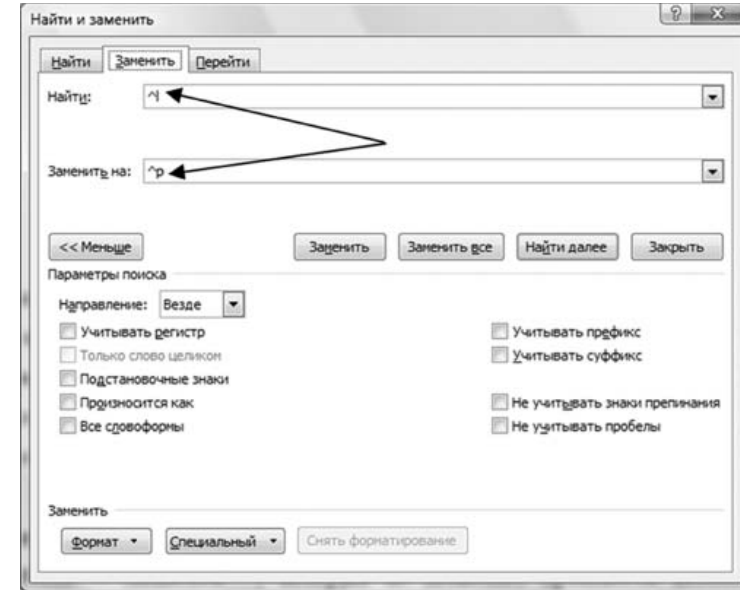 Найти и заменить
Найти Заменить Перейти
Найти: ^l
Заменить на: ^p
<< Меньше Заменить Заменить все Найти далее Закрыть
Параметры поиска
Направление: Везде
Учитывать регистр Учитывать префикс
Только слово целиком Учитывать суффикс
Подстановочные знаки
Произносится как Не учитывать знаки препинания
Все словоформы Не учитывать пробелы
Заменить
Формат Специальный Снять форматирование